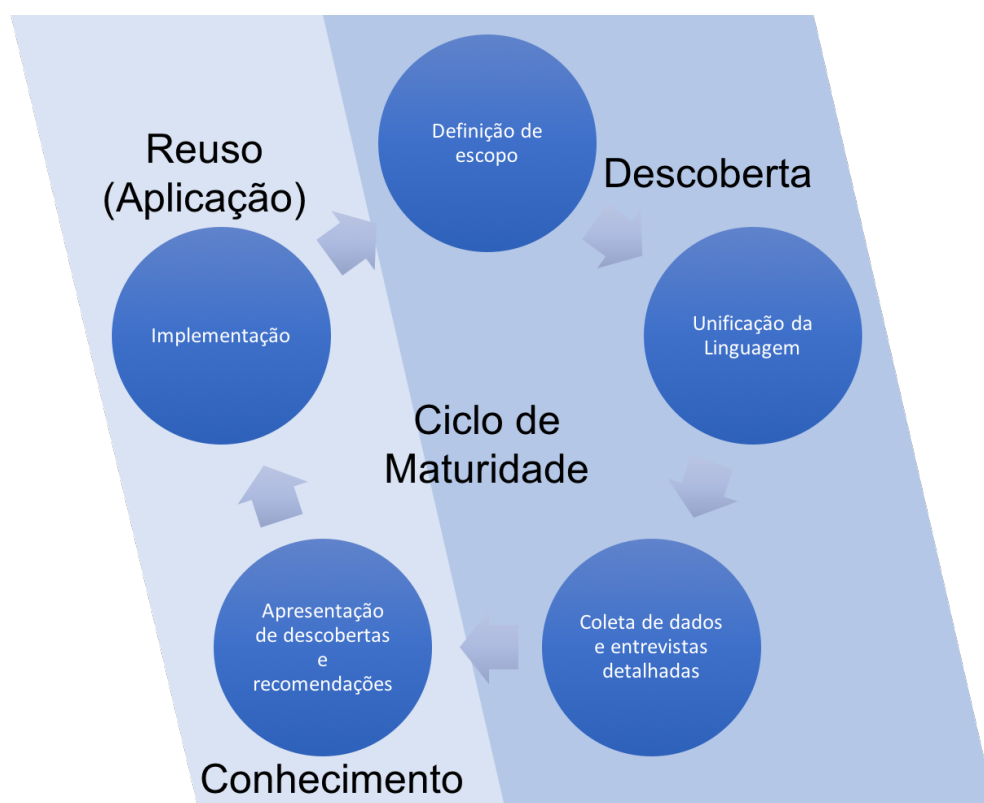 Definição de
escopo
Reuso
(Aplicação)
Descoberta
Implementação
Unificação da
Linguagem
Ciclo de
Maturidade
Apresentação
de descobertas
e
recomendações
Coleta de dados
e entrevistas
detalhadas
Conhecimento